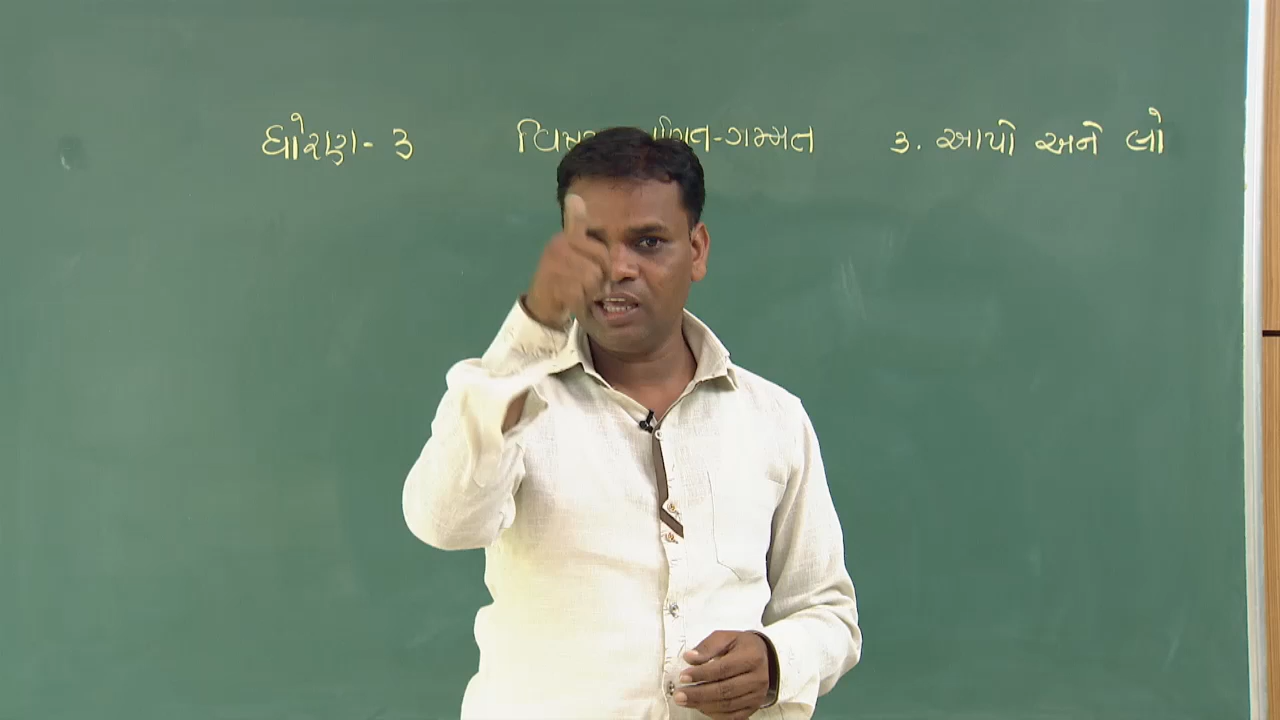 ધોરણ - ૩ ગમ્મત ૩. આપો અને લો